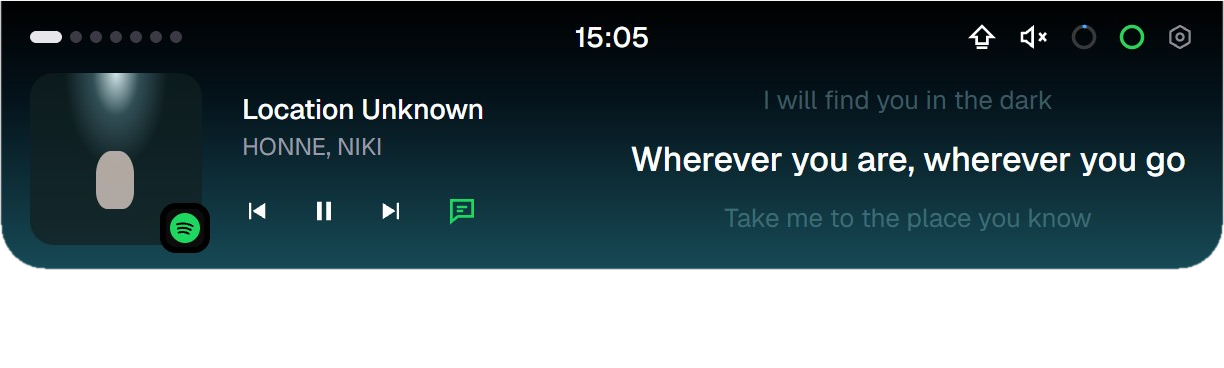 15:05
Location Unknown
HONNE, NIKI
I will find you in the dark
Wherever you are, wherever you go
Take me to the place you know